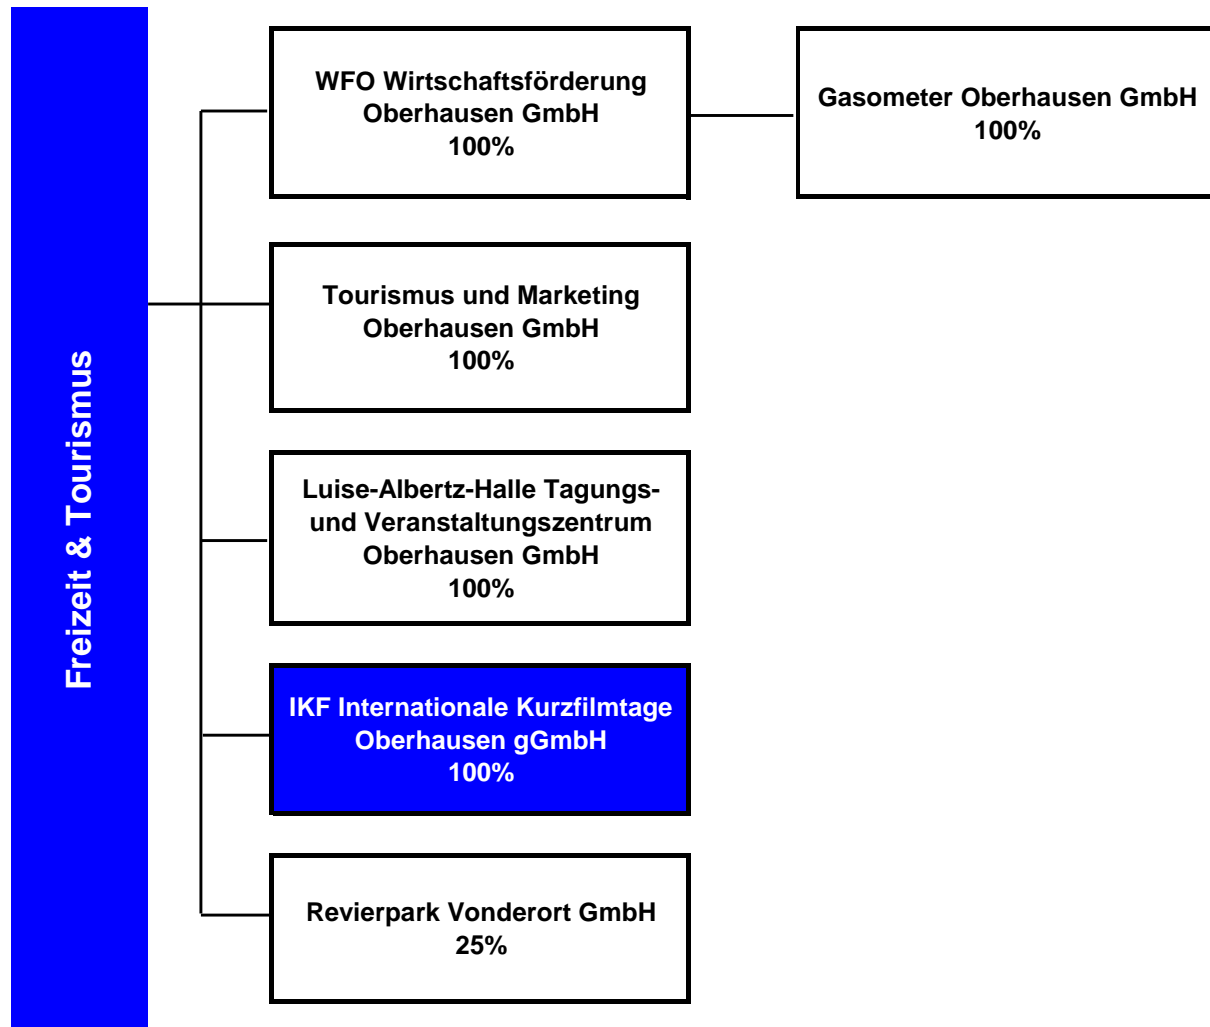 Freizeit & Tourismus
WFO Wirtschaftsförderung
Oberhausen GmbH
100%
Gasometer Oberhausen GmbH
100%
Tourismus und Marketing
Oberhausen GmbH
100%
Luise-Albertz-Halle Tagungs-
und Veranstaltungszentrum
Oberhausen GmbH
100%
IKF Internationale Kurzfilmtage
Oberhausen gGmbH
100%
Revierpark Vonderort GmbH
25%